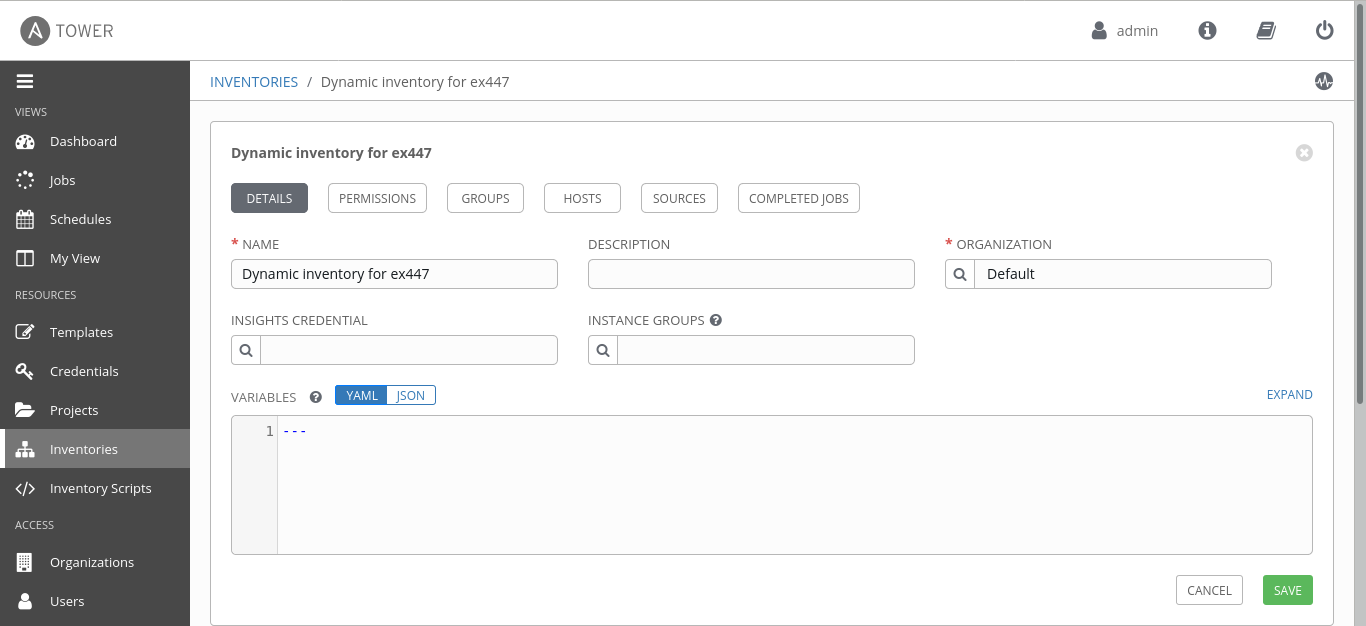 A TOWER
admin
INVENTORIES / Dynamic inventory for ex447
VIEWS
Dashboard
Jobs
Schedules
My View
RESOURCES
Templates
Credentials
Projects
Inventories
Inventory Scripts
ACCESS
Organizations
Users
Dynamic inventory for ex447
DETAILS PERMISSIONS GROUPS HOSTS SOURCES COMPLETED JOBS
* NAME DESCRIPTION * ORGANIZATION
Dynamic inventory for ex447 Default
INSIGHTS CREDENTIAL INSTANCE GROUPS ?
VARIABLES ? YAML JSON EXPAND
1 ---
CANCEL SAVE